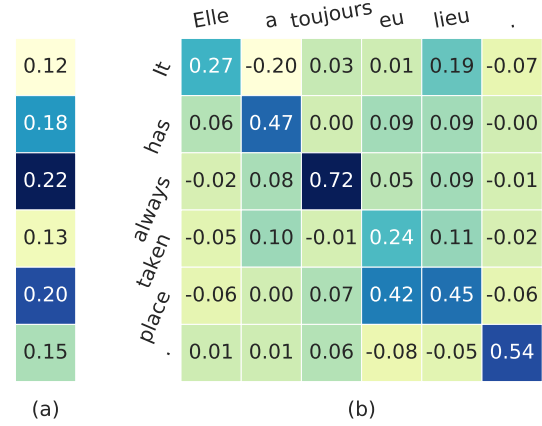 Elle a toujours eu lieu .
0.12 It 0.27 -0.20 0.03 0.01 0.19 -0.07
0.18 has 0.06 0.47 0.00 0.09 0.09 -0.00
0.22 always -0.02 0.08 0.72 0.05 0.09 -0.01
0.13 taken -0.05 0.10 -0.01 0.24 0.11 -0.02
0.20 place -0.06 0.00 0.07 0.42 0.45 -0.06
0.15 . 0.01 0.01 0.06 -0.08 -0.05 0.54
(a) (b)